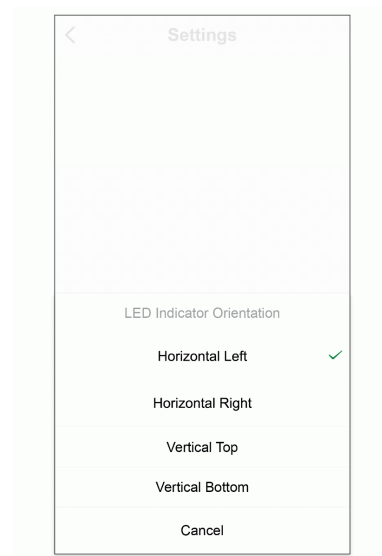 Settings
LED Indicator Orientation
Horizontal Left
Horizontal Right
Vertical Top
Vertical Bottom
Cancel